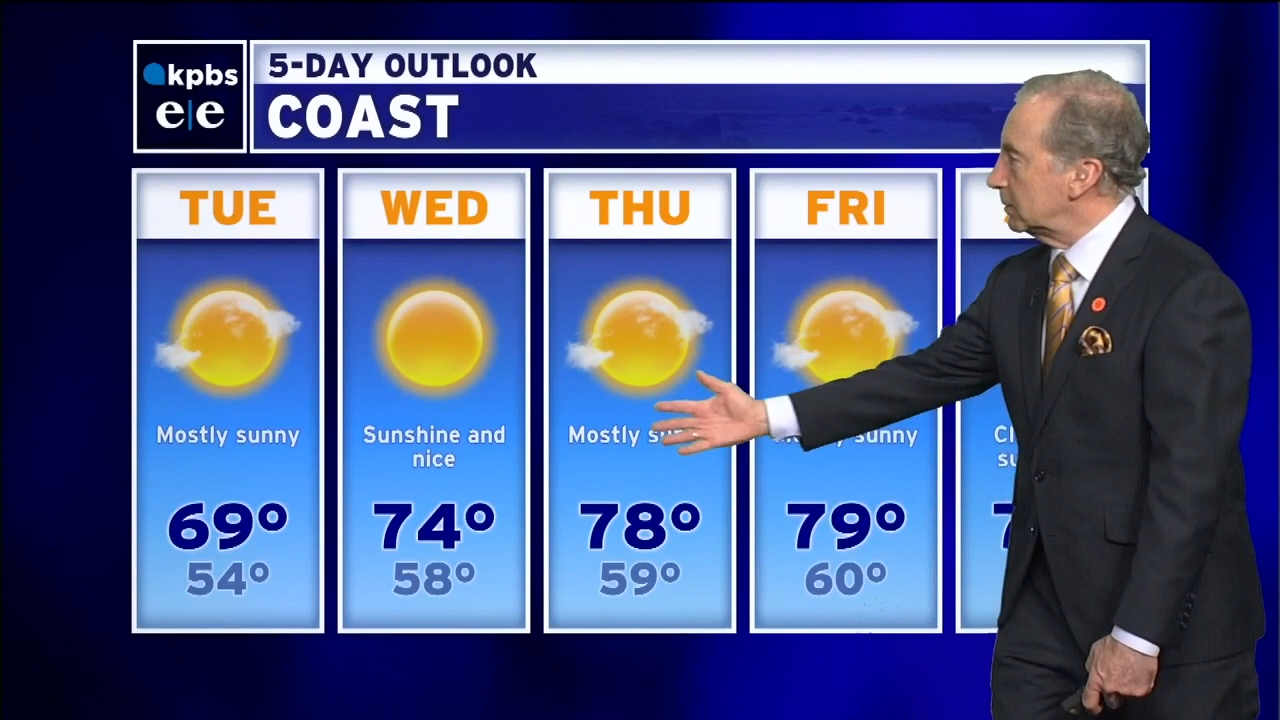 kpbs
e|e
5-DAY OUTLOOK
COAST
TUE
Mostly sunny
69°
54°
WED
Sunshine and
nice
74°
58°
THU
Mostly
78°
59°
FRI
sunny
79°
60°